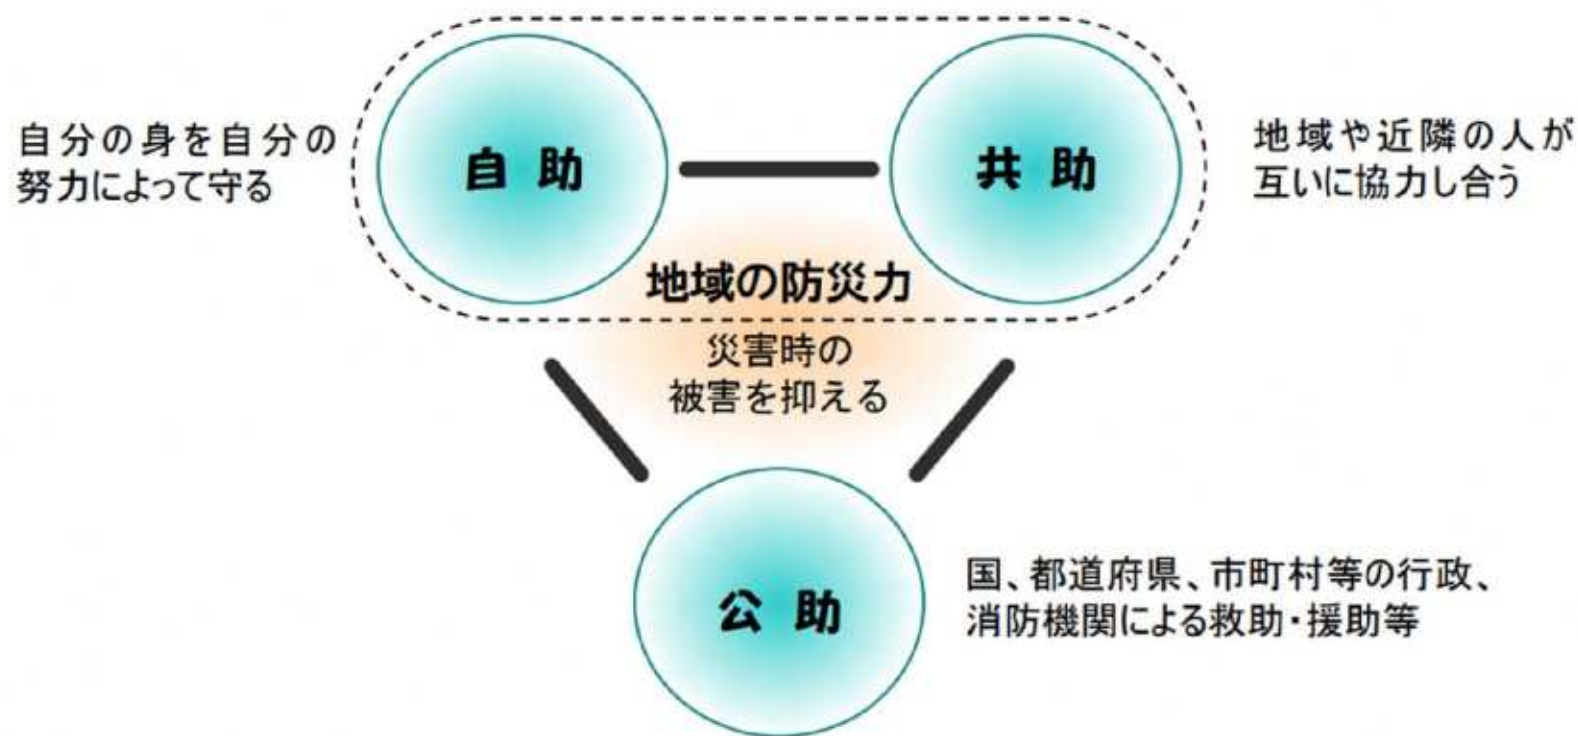 自分の身を自分の
努力によって守る
自助
共助
地域や近隣の人が
互いに協力し合う
地域の防災力
災害時の
被害を抑える
公助
国、都道府県、市町村等の行政、
消防機関による救助・援助等